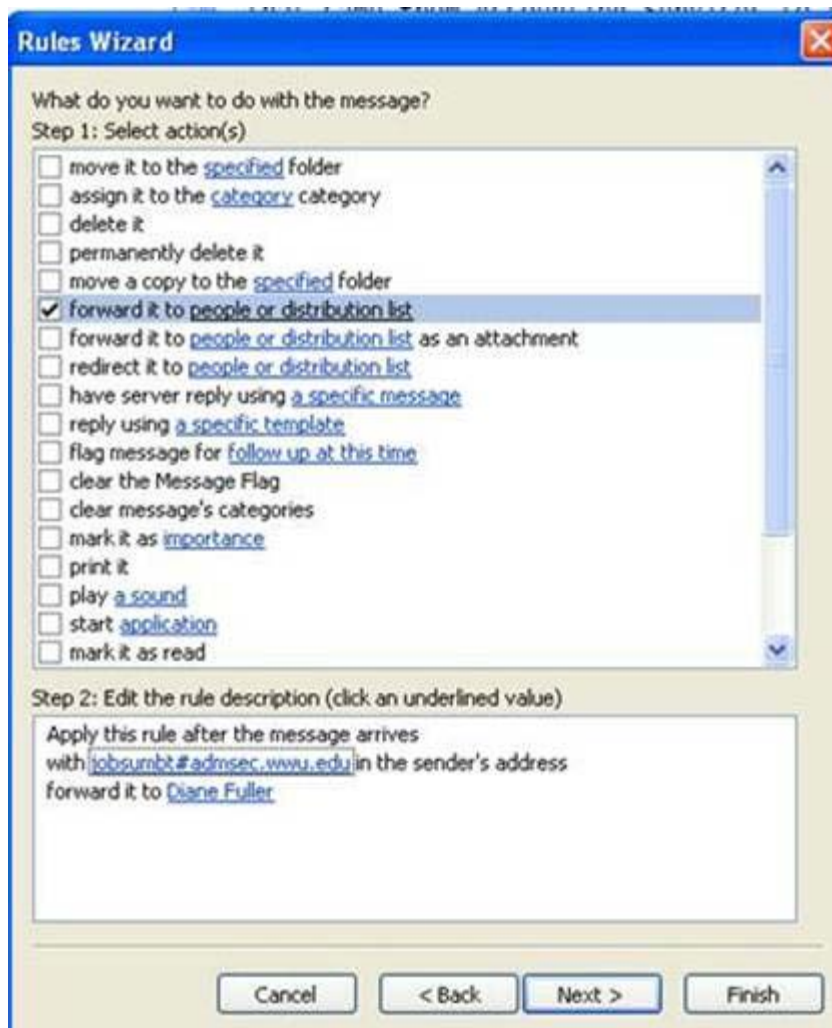 Rules Wizard
What do you want to do with the message?
Step 1: Select action(s)
move it to the specified folder
assign it to the category category
delete it
permanently delete it
move a copy to the specified folder
forward it to people or distribution list
forward it to people or distribution list as an attachment
redirect it to people or distribution list
have server reply using a specific message
reply using a specific template
flag message for follow up at this time
clear the Message Flag
clear message's categories
mark it as importance
print it
play a sound
start application
mark it as read
Step 2: Edit the rule description (click an underlined value)
Apply this rule after the message arrives
with jobsumbt#admsec.wwu.edu in the sender's address
forward it to Diane Fuller
Cancel < Back Next > Finish